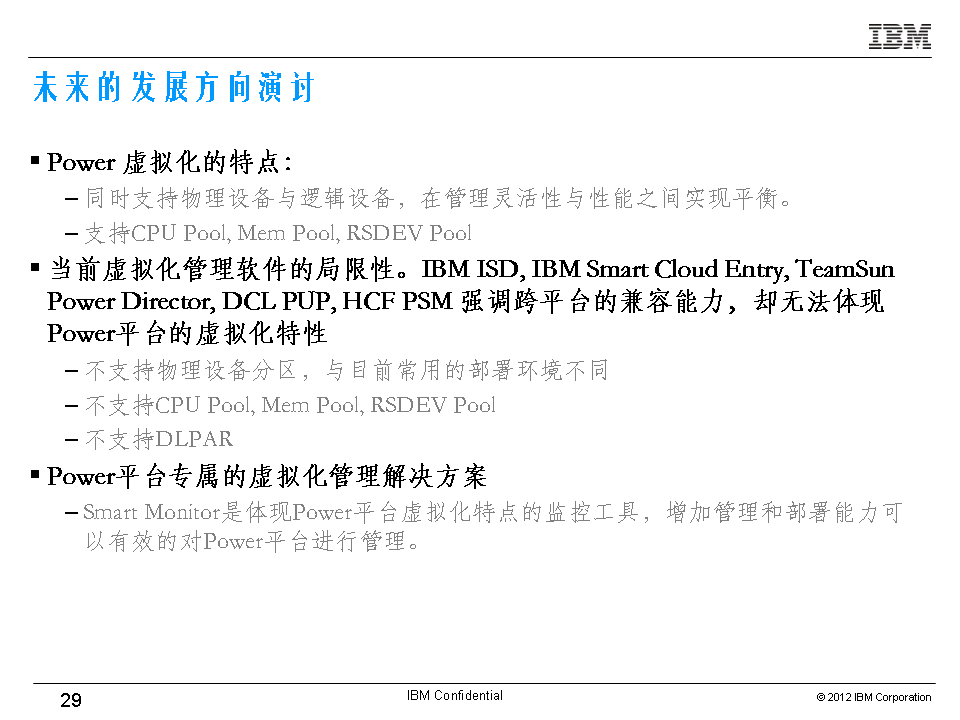 IBM
未来的发展方向演讨
▪ Power 虚拟化的特点：
– 同时支持物理设备与逻辑设备，在管理灵活性与性能之间实现平衡。
– 支持CPU Pool, Mem Pool, RSDEV Pool
▪ 当前虚拟化管理软件的局限性。IBM ISD, IBM Smart Cloud Entry, TeamSun
Power Director, DCL PUP, HCF PSM 强调跨平台的兼容能力，却无法体现
Power平台的虚拟化特性
– 不支持物理设备分区，与目前常用的部署环境不同
– 不支持CPU Pool, Mem Pool, RSDEV Pool
– 不支持DLPAR
▪ Power平台专属的虚拟化管理解决方案
– Smart Monitor是体现Power平台虚拟化特点的监控工具，增加管理和部署能力可
以有效的对Power平台进行管理。
29
IBM Confidential
© 2012 IBM Corporation